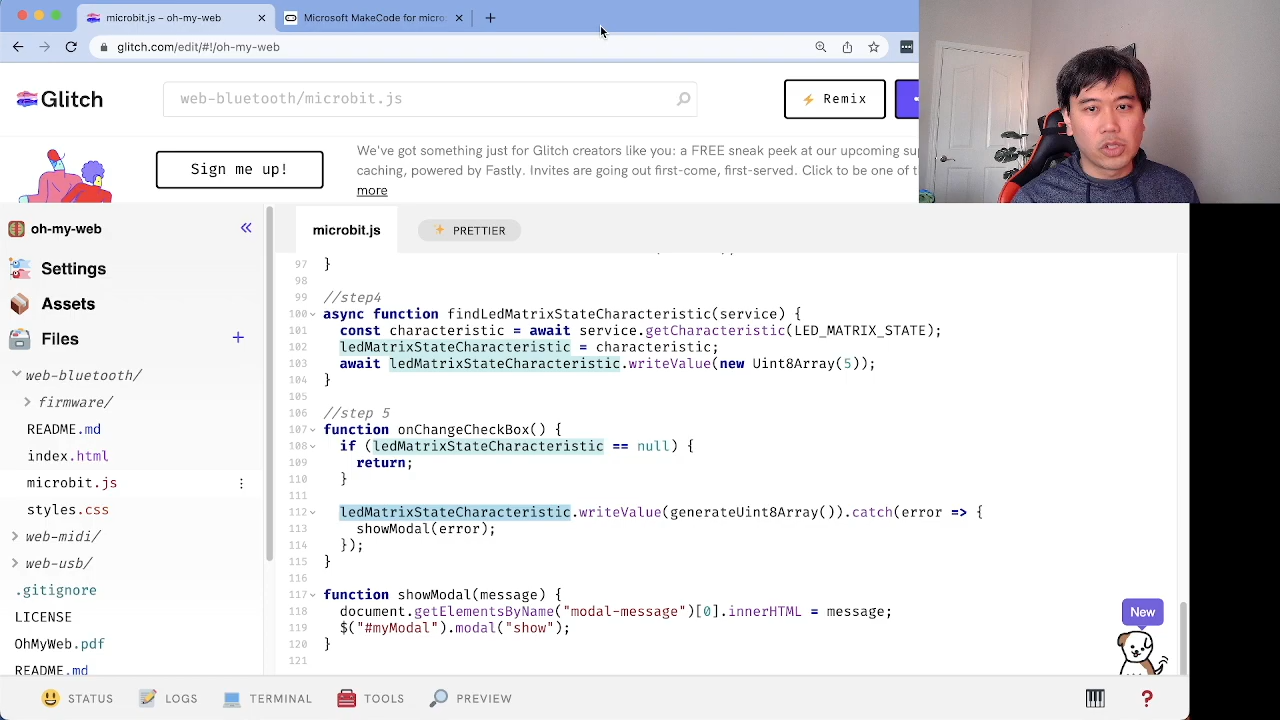 microbit.js – oh-my-web
Microsoft MakeCode for micro
glitch.com/edit/#!/oh-my-web
Glitch
web-bluetooth/microbit.js
Remix
Sign me up!
We've got something just for Glitch creators like you: a FREE sneak peek at our upcoming su
caching, powered by Fastly. Invites are going out first-come, first-served. Click to be one of t
more
oh-my-web
Settings
Assets
Files
web-bluetooth/
firmware/
README.md
index.html
microbit.js
styles.css
web-midi/
web-usb/
.gitignore
LICENSE
OhMyWeb.pdf
README.md
microbit.js
PRETTIER
97 }
98
99 //step4
100 async function findLedMatrixStateCharacteristic(service) {
101 const characteristic = await service.getCharacteristic(LED_MATRIX_STATE);
102 ledMatrixStateCharacteristic = characteristic;
103 await ledMatrixStateCharacteristic.writeValue(new Uint8Array(5));
104 }
105
106 //step 5
107 function onChangeCheckBox() {
108 if (ledMatrixStateCharacteristic == null) {
109 return;
110 }
111
112 ledMatrixStateCharacteristic.writeValue(generateUint8Array()).catch(error => {
113 showModal(error);
114 });
115 }
116
117 function showModal(message) {
118 document.getElementsByName("modal-message")[0].innerHTML = message;
119 $("#myModal").modal("show");
120 }
121
New
STATUS
LOGS
TERMINAL
TOOLS
PREVIEW
?